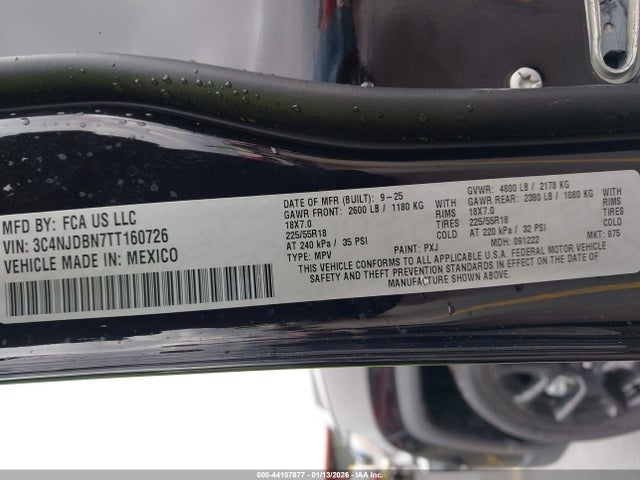 MFD BY: FCA US LLC
VIN: 3C4NJDBN7TT160726
VEHICLE MADE IN: MEXICO
DATE OF MFR (BUILT): 9-25
GAWR FRONT: 2600 LB / 1180 KG
18X7.0 RIMS
225/55R18 TIRES
AT 240 kPa / 35 PSI COLD
TYPE: MPV PAINT: PXJ
GVWR: 4800 LB / 2178 KG
GAWR REAR: 2380 LB / 1080 KG
18X7.0 RIMS
225/55R18 TIRES
AT 220 kPa / 32 PSI COLD
MDH: 091222 MKT: 875
THIS VEHICLE CONFORMS TO ALL APPLICABLE U.S.A. FEDERAL MOTOR VEHICLE
SAFETY AND THEFT PREVENTION STANDARDS IN EFFECT ON THE DATE OF
MANUFACTURE SHOWN ABOVE.
000-44107877 - 01/13/2026 - IAAI.com